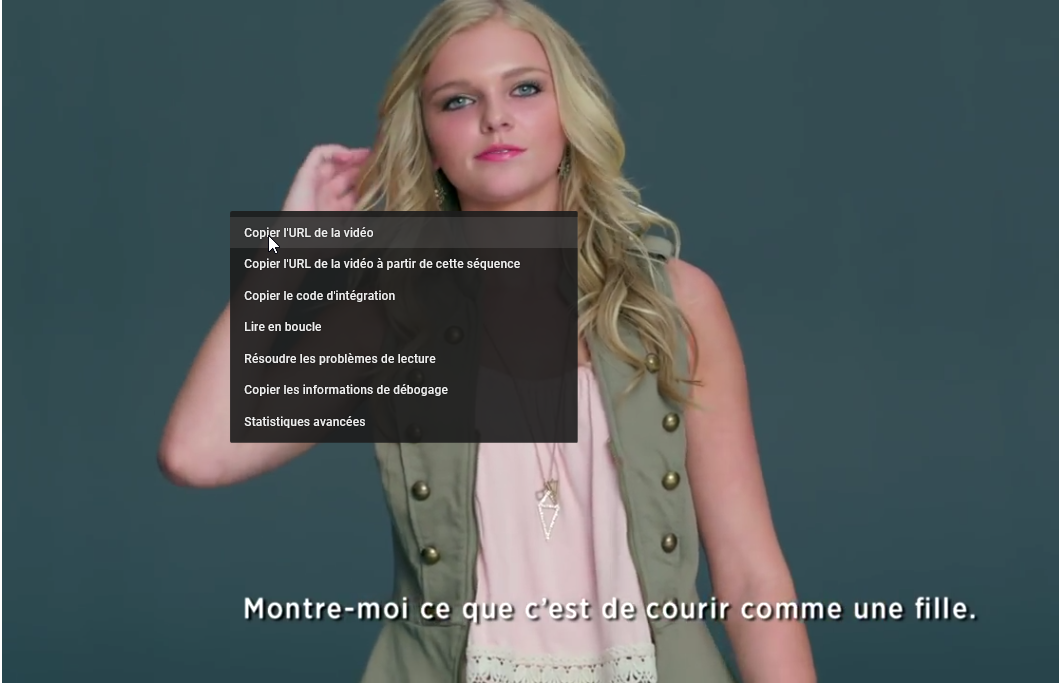 Copier l'URL de la vidéo
Copier l'URL de la vidéo à partir de cette séquence
Copier le code d'intégration
Lire en boucle
Résoudre les problèmes de lecture
Copier les informations de débogage
Statistiques avancées
Montre-moi ce que c'est de courir comme une fille.